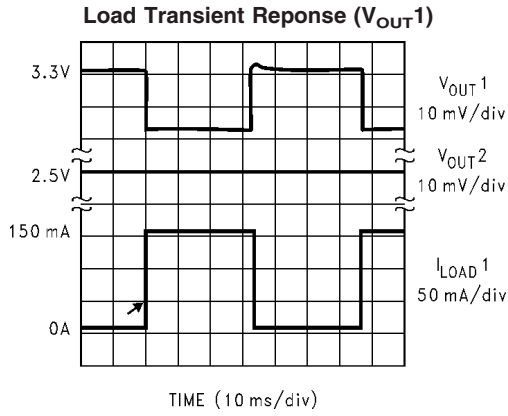 Load Transient Reponse (VOUT1)
3.3V
VOUT1
10 mV/div
2.5V
VOUT2
10 mV/div
150 mA
ILOAD1
50 mA/div
0A
TIME (10 ms/div)